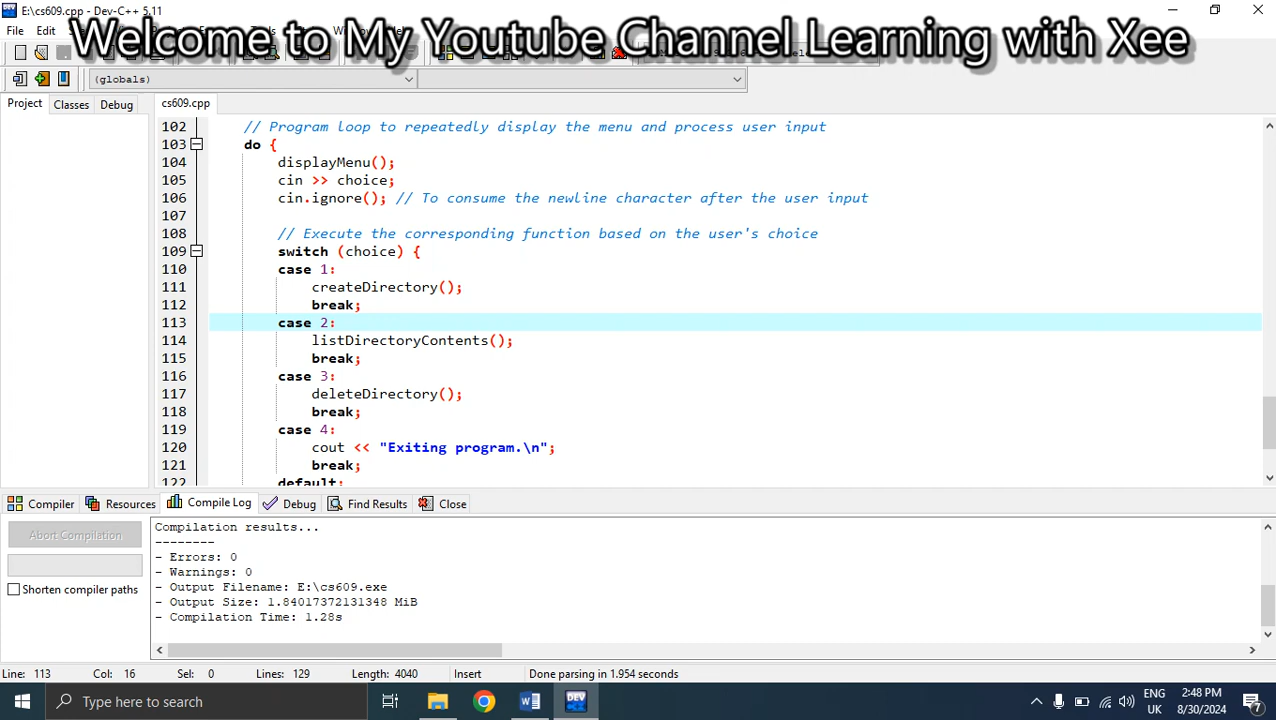 E:\cs609.cpp - Dev-C++ 5.11
File Edit
Welcome to My Youtube Channel Learning with Xee
(globals)
Project Classes Debug cs609.cpp
102 // Program loop to repeatedly display the menu and process user input
103 do {
104 displayMenu();
105 cin >> choice;
106 cin.ignore(); // To consume the newline character after the user input
107
108 // Execute the corresponding function based on the user's choice
109 switch (choice) {
110 case 1:
111 createDirectory();
112 break;
113 case 2:
114 listDirectoryContents();
115 break;
116 case 3:
117 deleteDirectory();
118 break;
119 case 4:
120 cout << "Exiting program.\n";
121 break;
122 default:
Compiler Resources Compile Log Debug Find Results Close
Abort Compilation
Shorten compiler paths
Compilation results...
--------
- Errors: 0
- Warnings: 0
- Output Filename: E:\cs609.exe
- Output Size: 1.84017372131348 MiB
- Compilation Time: 1.28s
Line: 113 Col: 16 Sel: 0 Lines: 129 Length: 4040 Insert Done parsing in 1.954 seconds
Type here to search
DEV
ENG
UK
2:48 PM
8/30/2024
7